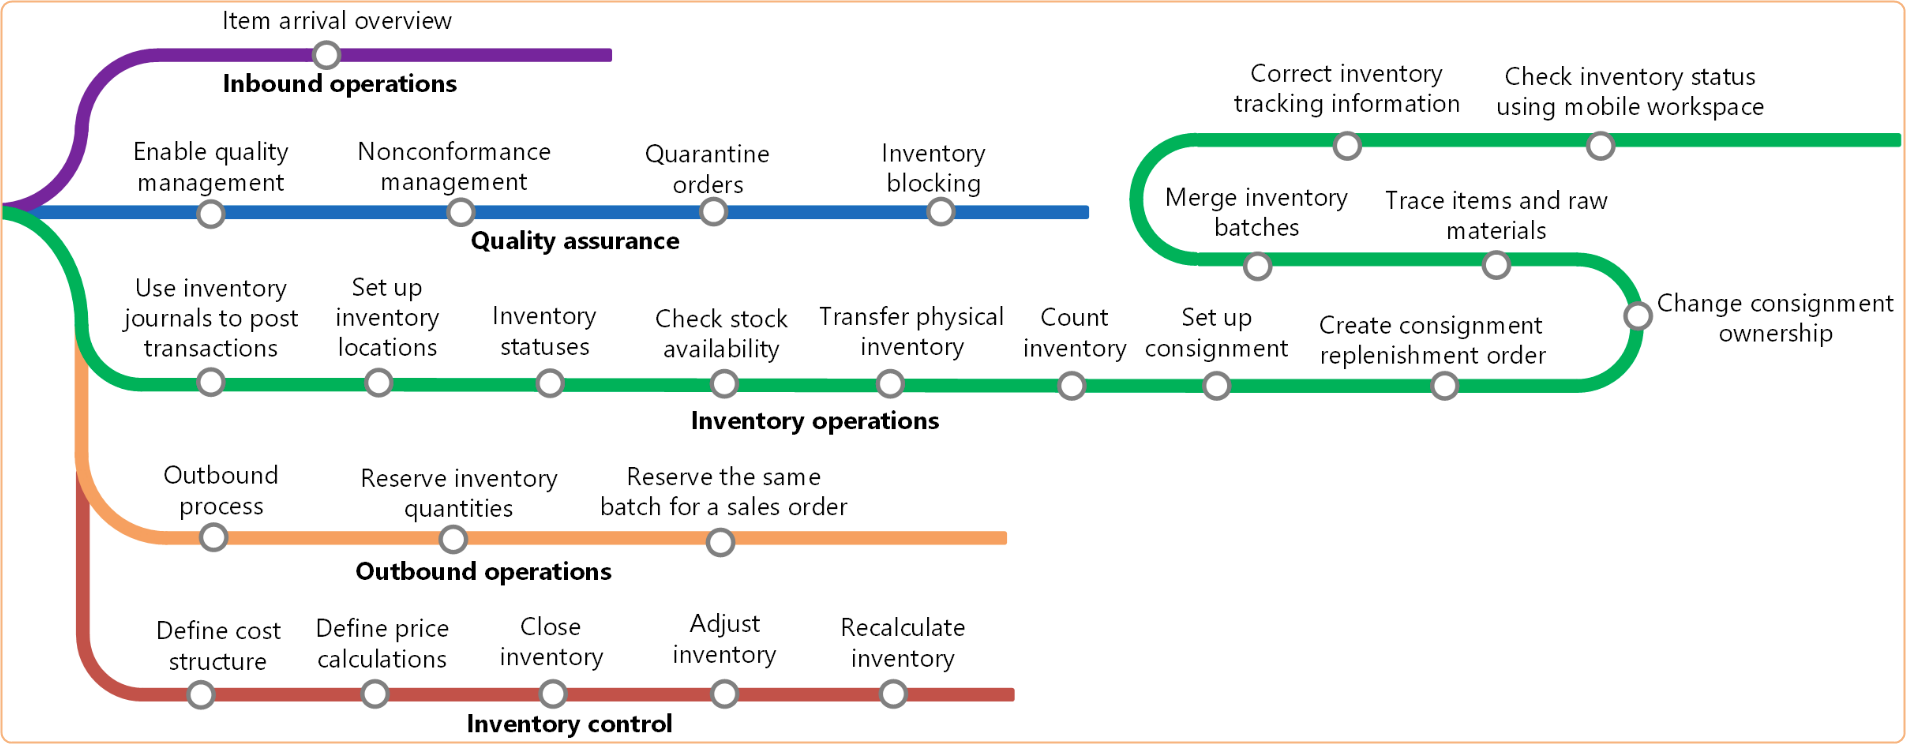 Item arrival overview
Inbound operations
Enable quality
management
Nonconformance
management
Quarantine
orders
Inventory
blocking
Quality assurance
Use inventory
journals to post
transactions
Set up
inventory
locations
Inventory
statuses
Check stock
availability
Transfer physical
inventory
Count
inventory
Set up
consignment
Create consignment
replenishment order
Change consignment
ownership
Merge inventory
batches
Trace items and raw
materials
Correct inventory
tracking information
Check inventory status
using mobile workspace
Inventory operations
Outbound
process
Reserve inventory
quantities
Reserve the same
batch for a sales order
Outbound operations
Define cost
structure
Define price
calculations
Close
inventory
Adjust
inventory
Recalculate
inventory
Inventory control